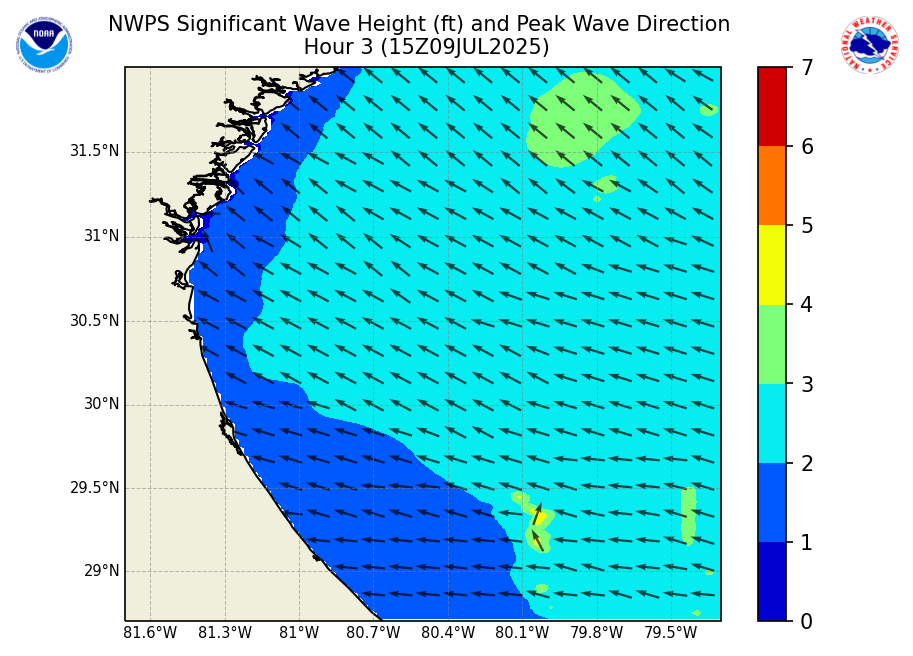 NWPS Significant Wave Height (ft) and Peak Wave Direction
Hour 3 (15Z09JUL2025)
NOAA
NATIONAL WEATHER SERVICE
7
6
5
4
3
2
1
0
31.5°N
31°N
30.5°N
30°N
29.5°N
29°N
81.6°W 81.3°W 81°W 80.7°W 80.4°W 80.1°W 79.8°W 79.5°W